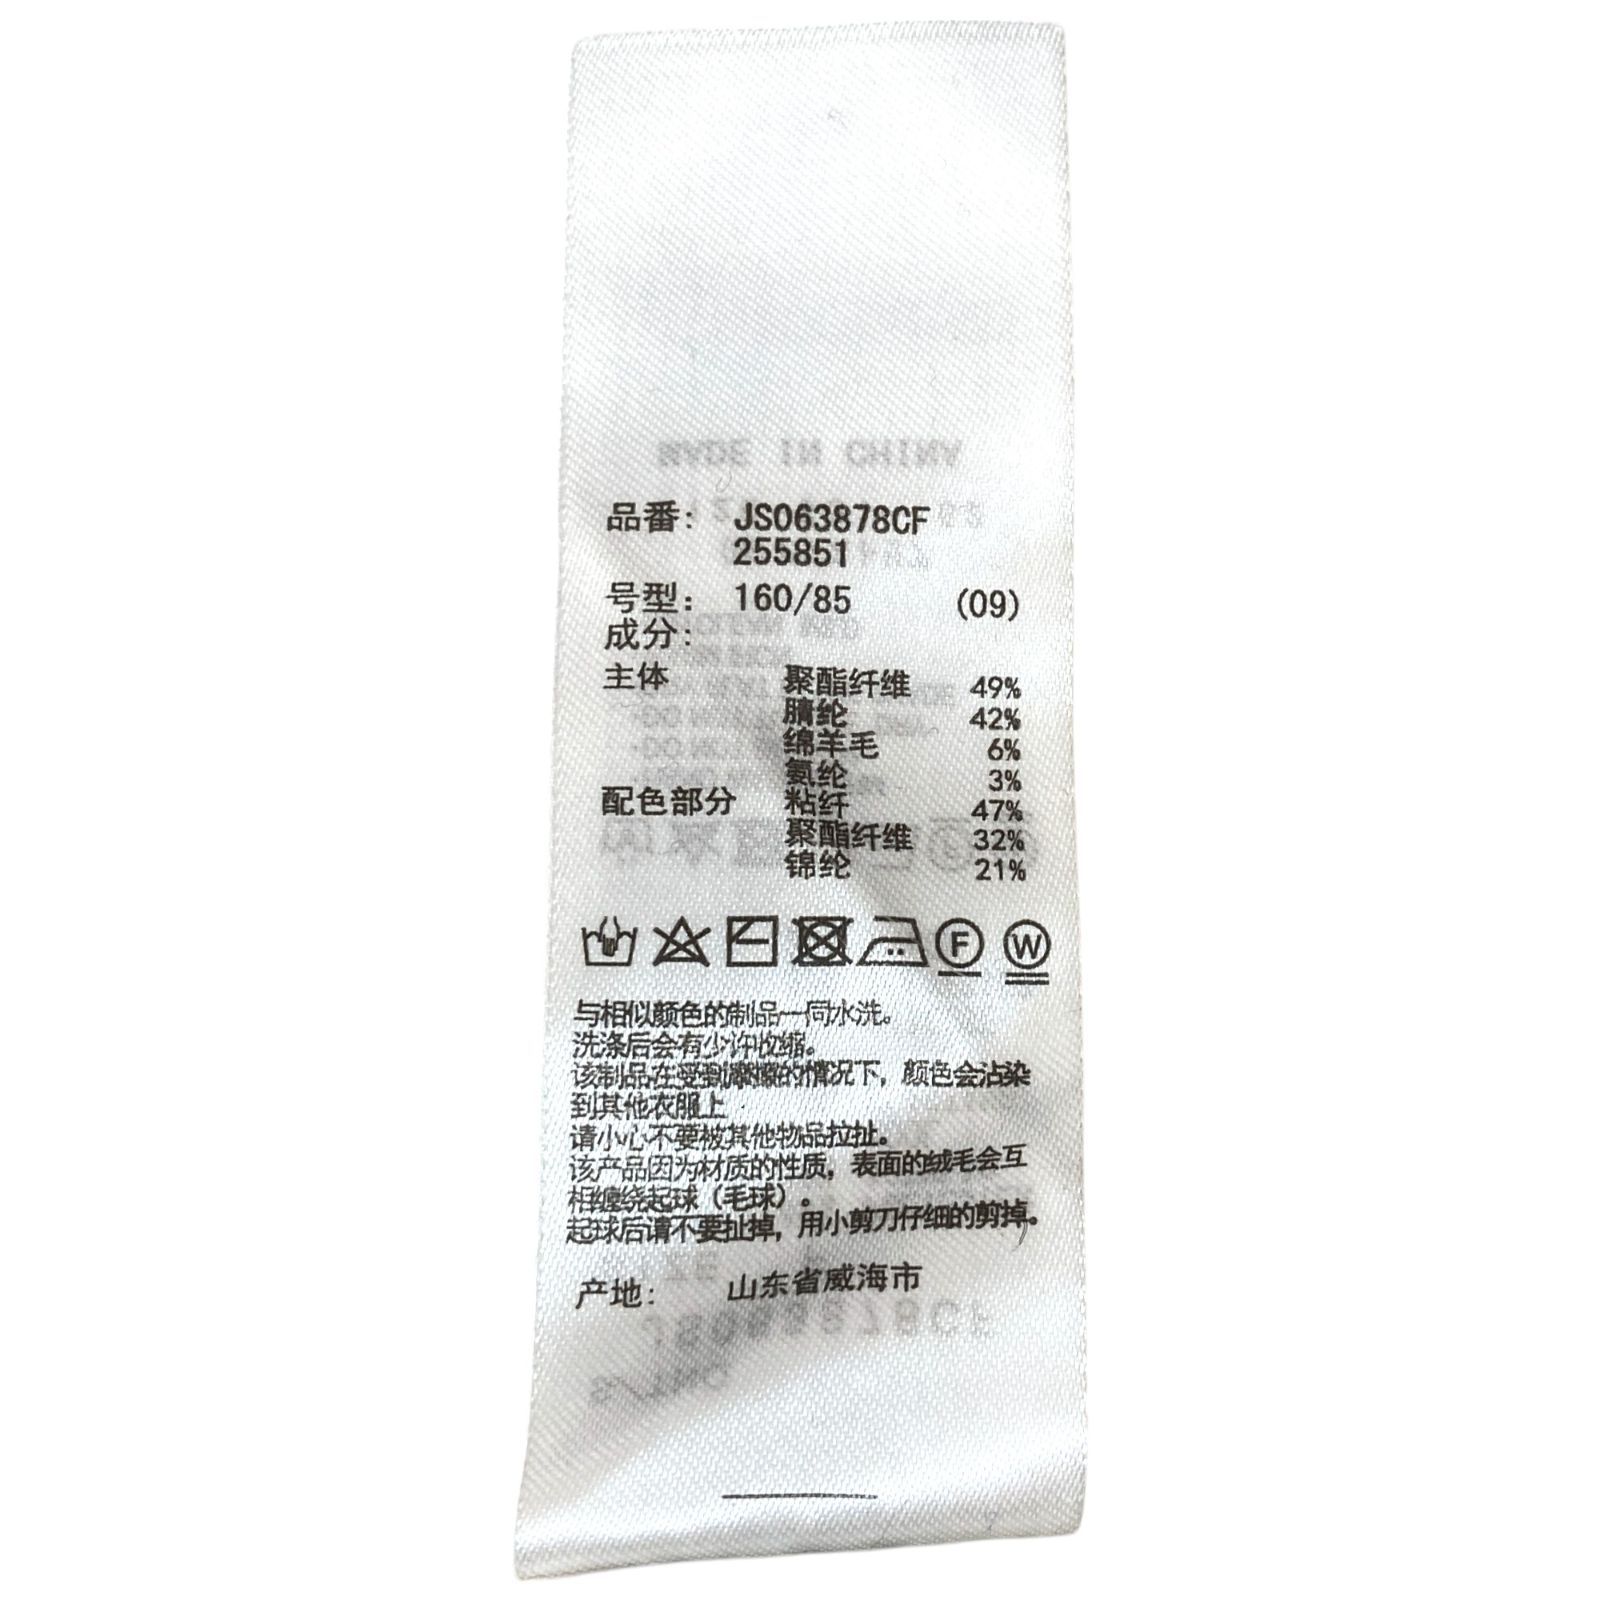 MADE IN CHINA
品番: JS063878CF
255851
号型: 160/85 (09)
成分:
主体 聚酯纤维 49%
腈纶 42%
绵羊毛 6%
氨纶 3%
配色部分 粘纤 47%
聚酯纤维 32%
锦纶 21%
F W
与相似颜色的制品一同水洗。
洗涤后会有少许收缩。
该制品在受到摩擦的情况下，颜色会沾染
到其他衣服上
请小心不要被其他物品拉扯。
该产品因为材质的性质，表面的绒毛会互
相缠绕起球（毛球）。
起球后请不要扯掉，用小剪刀仔细的剪掉。
产地: 山东省威海市
JS063878CF